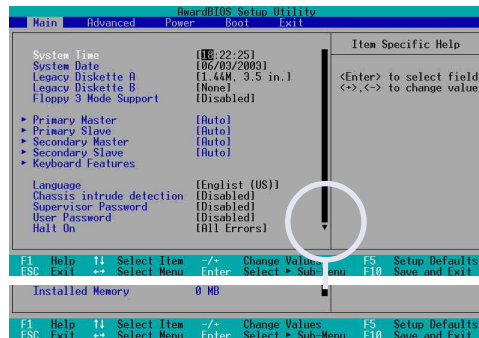 AwardBIOS Setup Utility
Main Advanced Power Boot Exit
Item Specific Help
System Time [18:22:25]
System Date [06/03/2003]
Legacy Diskette A [1.44M, 3.5 in.]
Legacy Diskette B [None]
Floppy 3 Mode Support [Disabled]
<Enter> to select field
<+>,<-> to change value
Primary Master [Auto]
Primary Slave [Auto]
Secondary Master [Auto]
Secondary Slave [Auto]
Keyboard Features
Language [Englist (US)]
Chassis intrude detection [Disabled]
Supervisor Password [Disabled]
User Password [Disabled]
Halt On [All Errors]
F1 Help ↑↓ Select Item -/+ Change Values F5 Setup Defaults
ESC Exit ←→ Select Menu Enter Select ▸ Sub-Menu F10 Save and Exit
Installed Memory 0 MB
F1 Help ↑↓ Select Item -/+ Change Values F5 Setup Defaults
ESC Exit ←→ Select Menu Enter Select ▸ Sub-Menu F10 Save and Exit